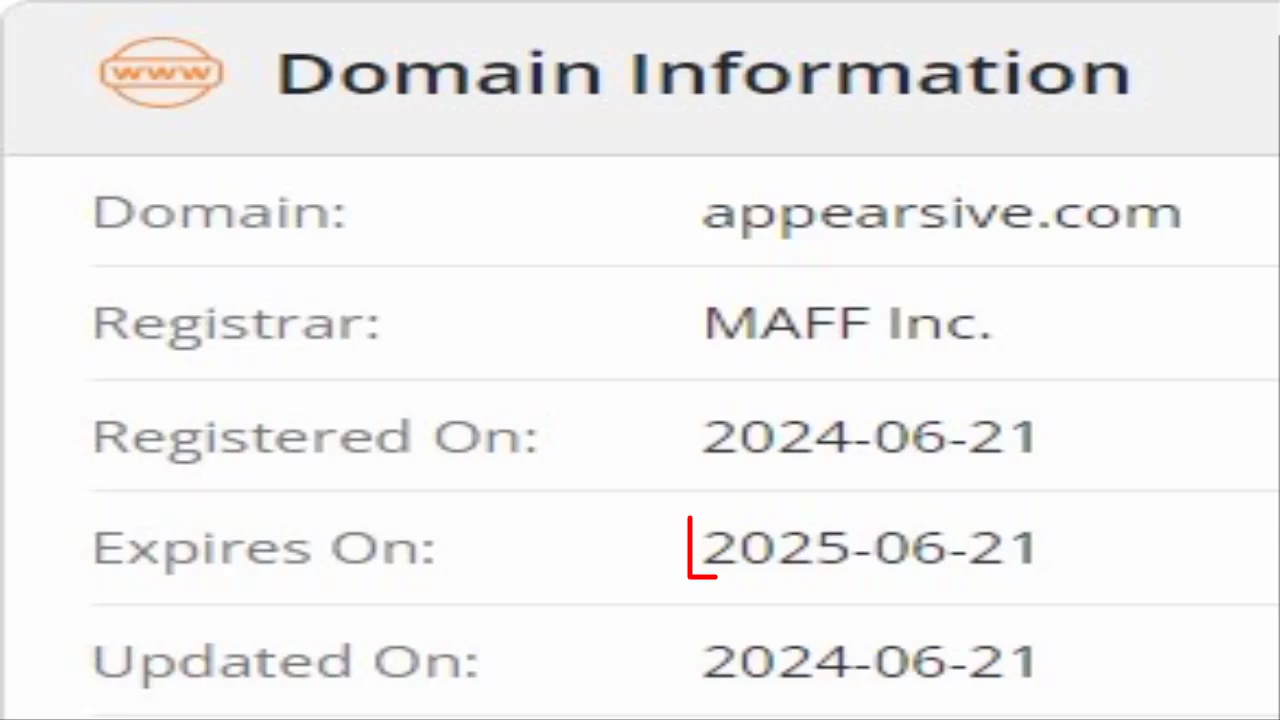 www Domain Information
Domain: appearsive.com
Registrar: MAFF Inc.
Registered On: 2024-06-21
Expires On: 2025-06-21
Updated On: 2024-06-21